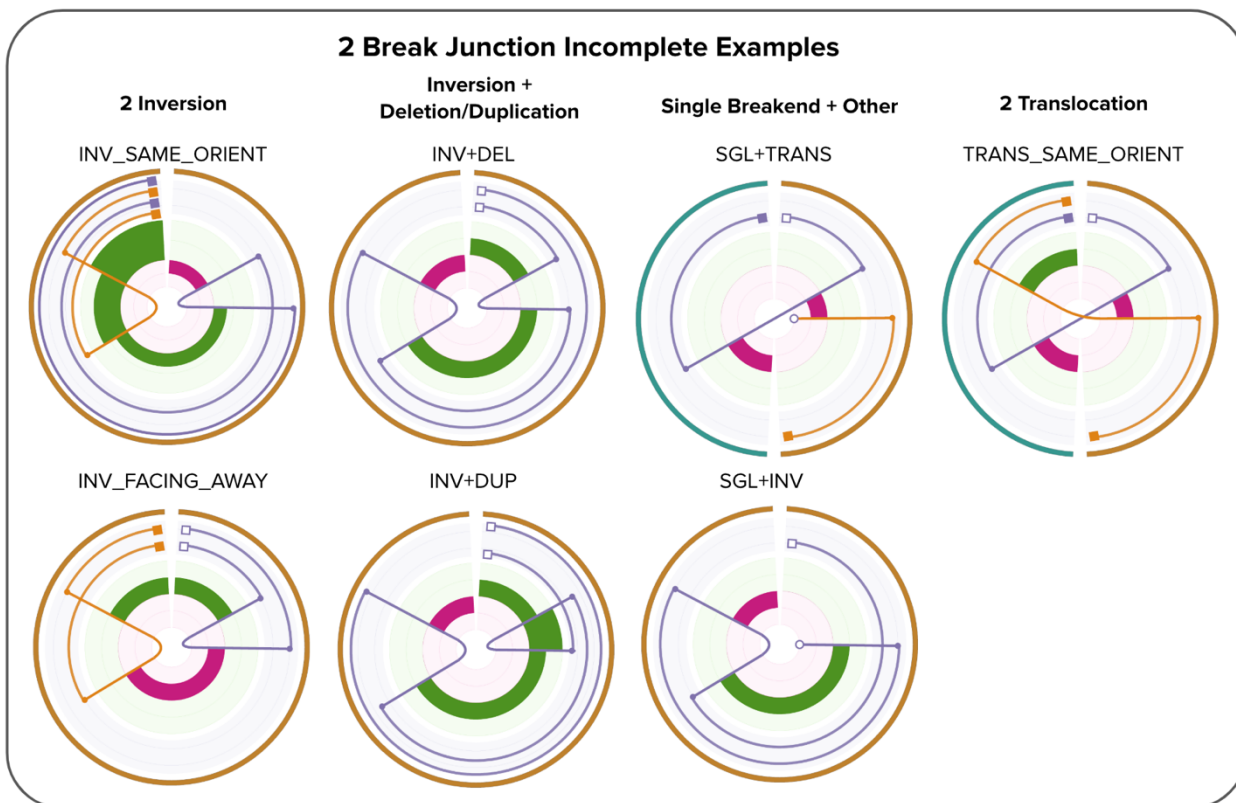 2 Break Junction Incomplete Examples
2 Inversion
Inversion +
Deletion/Duplication
Single Breakend + Other
2 Translocation
INV_SAME_ORIENT
INV+DEL
SGL+TRANS
TRANS_SAME_ORIENT
INV_FACING_AWAY
INV+DUP
SGL+INV